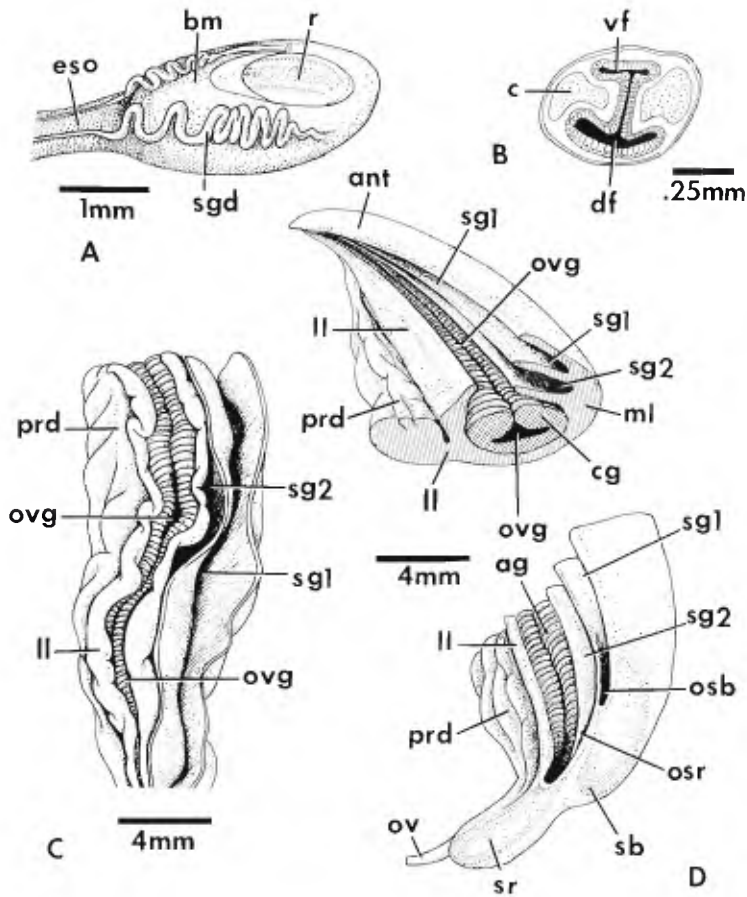 bm
r
eso
sgd
1mm
A
vf
c
B
df
.25mm
ant
sg1
ovg
ll
sg1
sg2
prd
ml
cg
ll
ovg
4mm
prd
ovg
sg2
sg1
ll
ovg
4mm
C
ag
sg1
ll
sg2
osb
prd
osr
ov
sb
sr
D